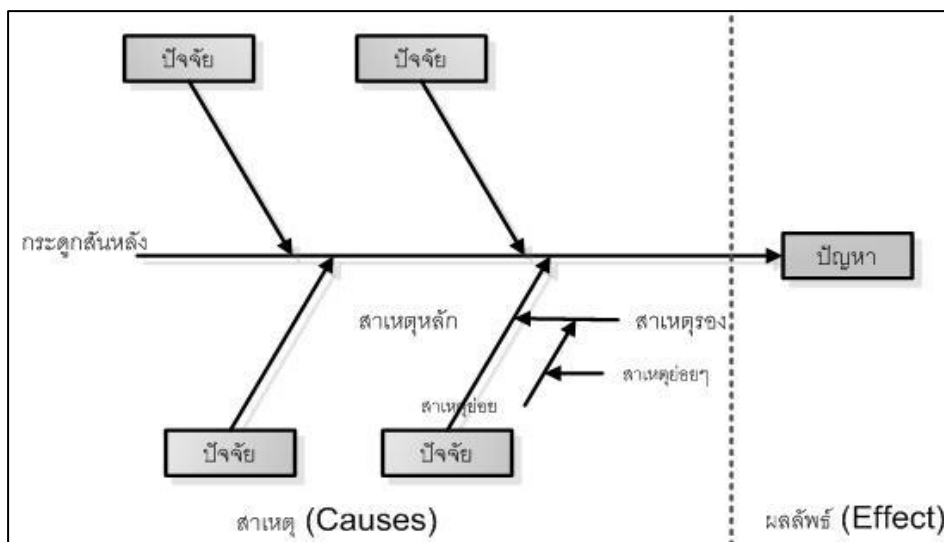 ปัจจัย
ปัจจัย
กระดูกสันหลัง
ปัญหา
สาเหตุหลัก
สาเหตุรอง
สาเหตุย่อยๆ
สาเหตุย่อย
ปัจจัย
ปัจจัย
สาเหตุ (Causes)
ผลลัพธ์ (Effect)